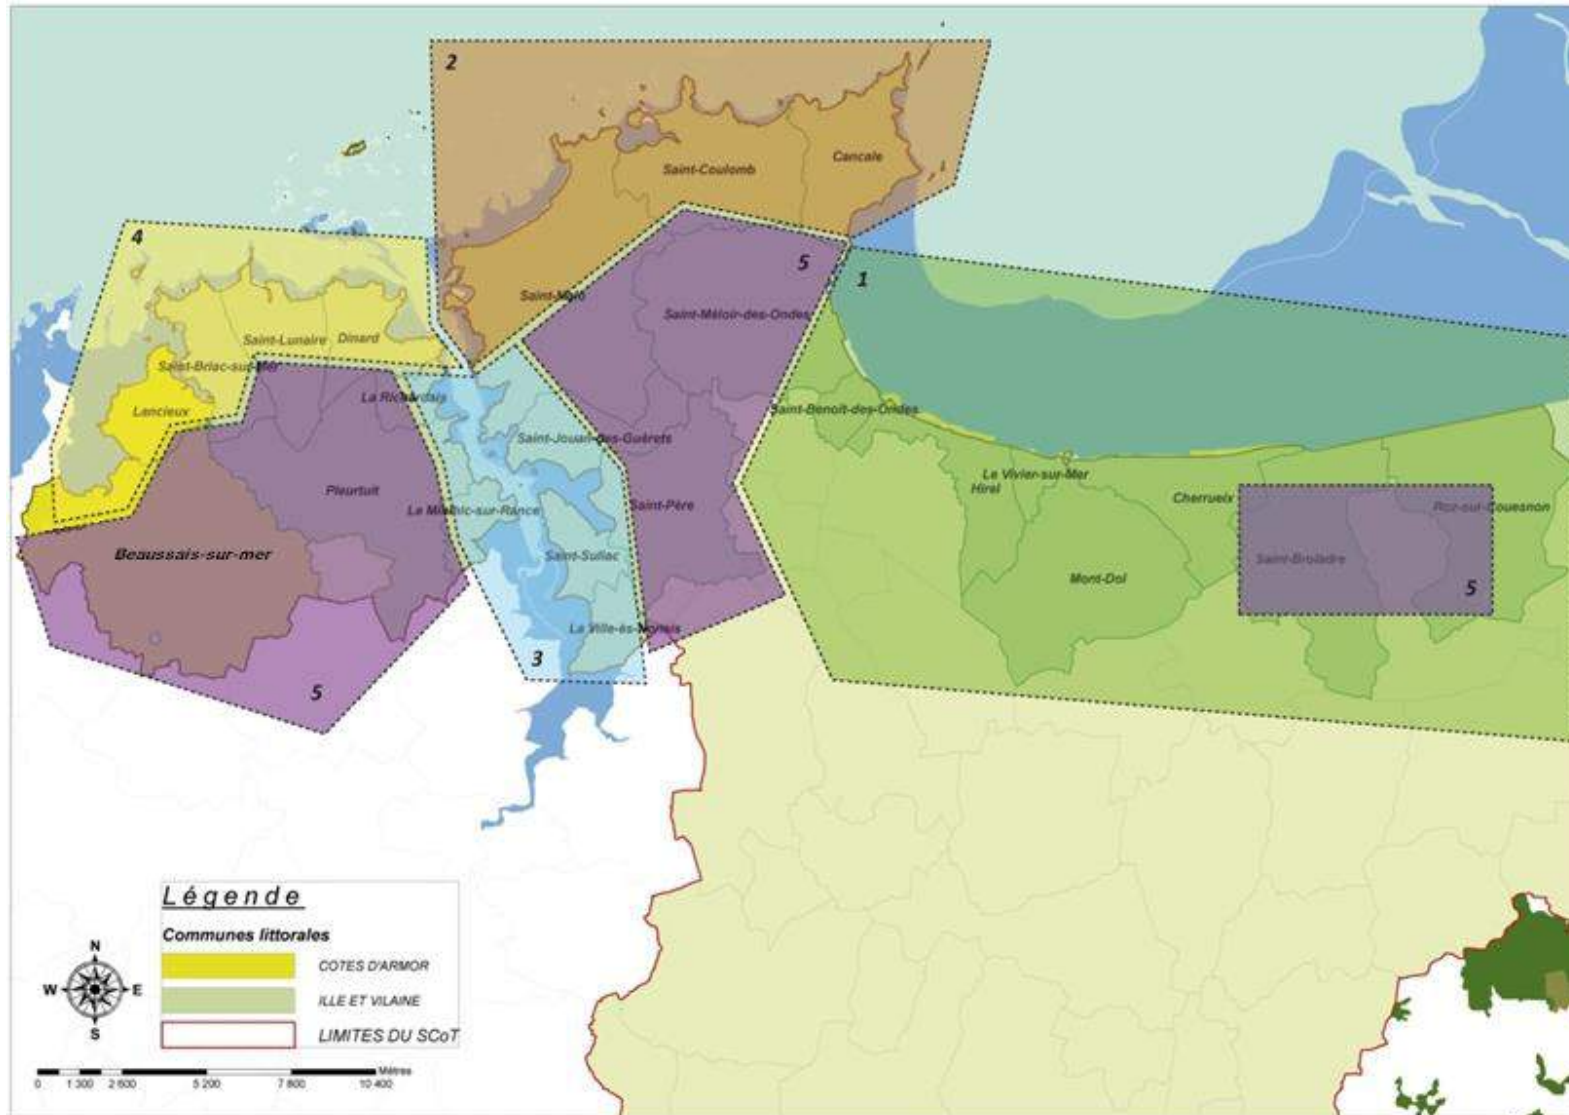 2
Saint-Coulomb
Cancale
4
5
1
Saint-Malo
Saint-Méloir-des-Ondes
Saint-Lunaire
Dinard
Saint-Briac-sur-Mer
La Richardais
Lancieux
Saint-Benoit-des-Ondes
Saint-Jouan-des-Guérets
Le Vivier-sur-Mer
Hirel
Pleurtuit
Cherrueix
Saint-Père
Roz-sur-Couesnon
Beaussais-sur-mer
Saint-Suliac
Saint-Broladre
Mont-Dol
5
La Ville-ès-Nonais
3
5
Légende
Communes littorales
COTES D'ARMOR
ILLE ET VILAINE
LIMITES DU SCoT
N
W
E
S
Mètres
0 1 300 2 600 5 200 7 800 10 400